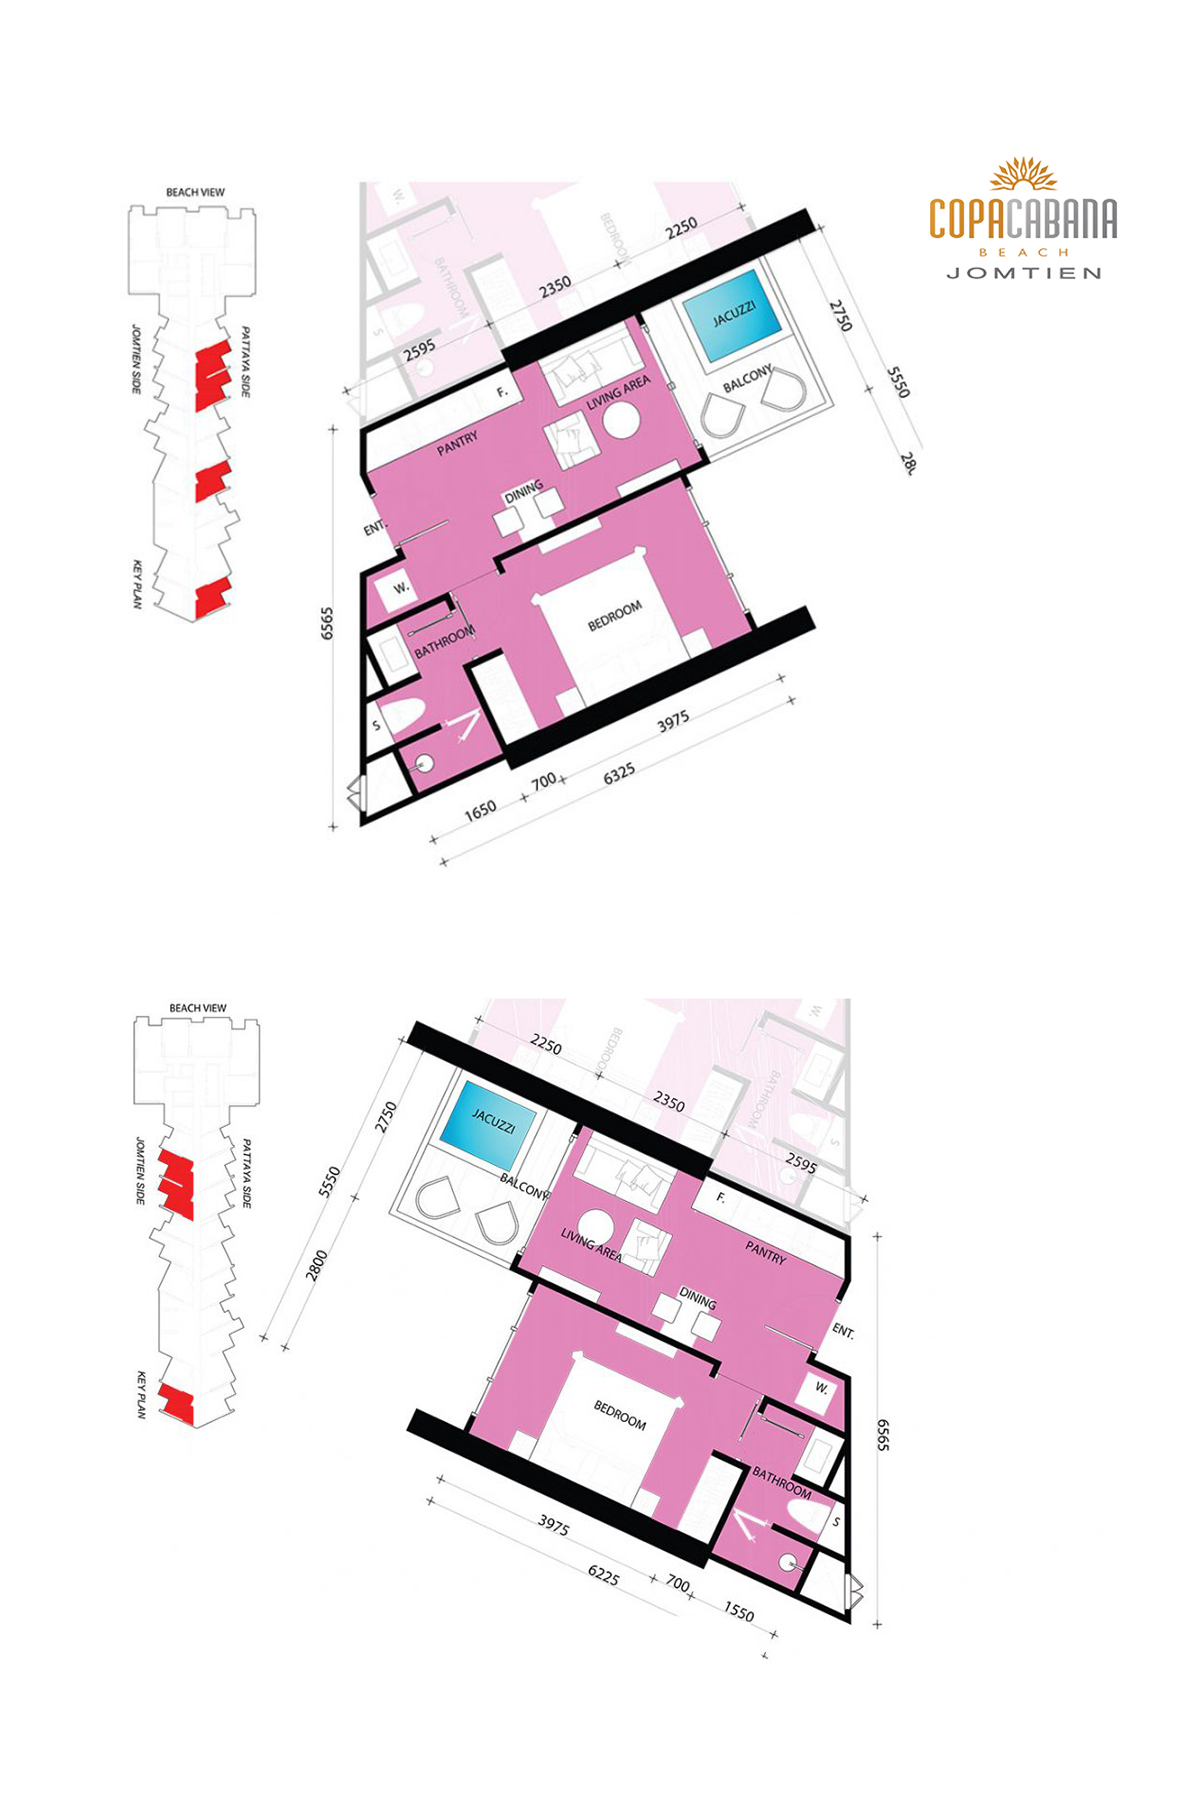 COPACABANA
BEACH
JOMTIEN
BEACH VIEW
JOMTIEN SIDE
PATTAYA SIDE
KEY PLAN
W.
BEDROOM
BATHROOM
S
2250
2350
2595
2750
5550
6565
JACUZZI
BALCONY
LIVING AREA
F.
PANTRY
DINING
ENT.
W.
BEDROOM
BATHROOM
S
3975
700
6325
1650
BEACH VIEW
JOMTIEN SIDE
PATTAYA SIDE
KEY PLAN
W.
BEDROOM
BATHROOM
S
2250
2350
2595
2750
5550
2800
JACUZZI
BALCONY
LIVING AREA
F.
PANTRY
DINING
ENT.
W.
6565
BEDROOM
BATHROOM
S
3975
6225
700
1550